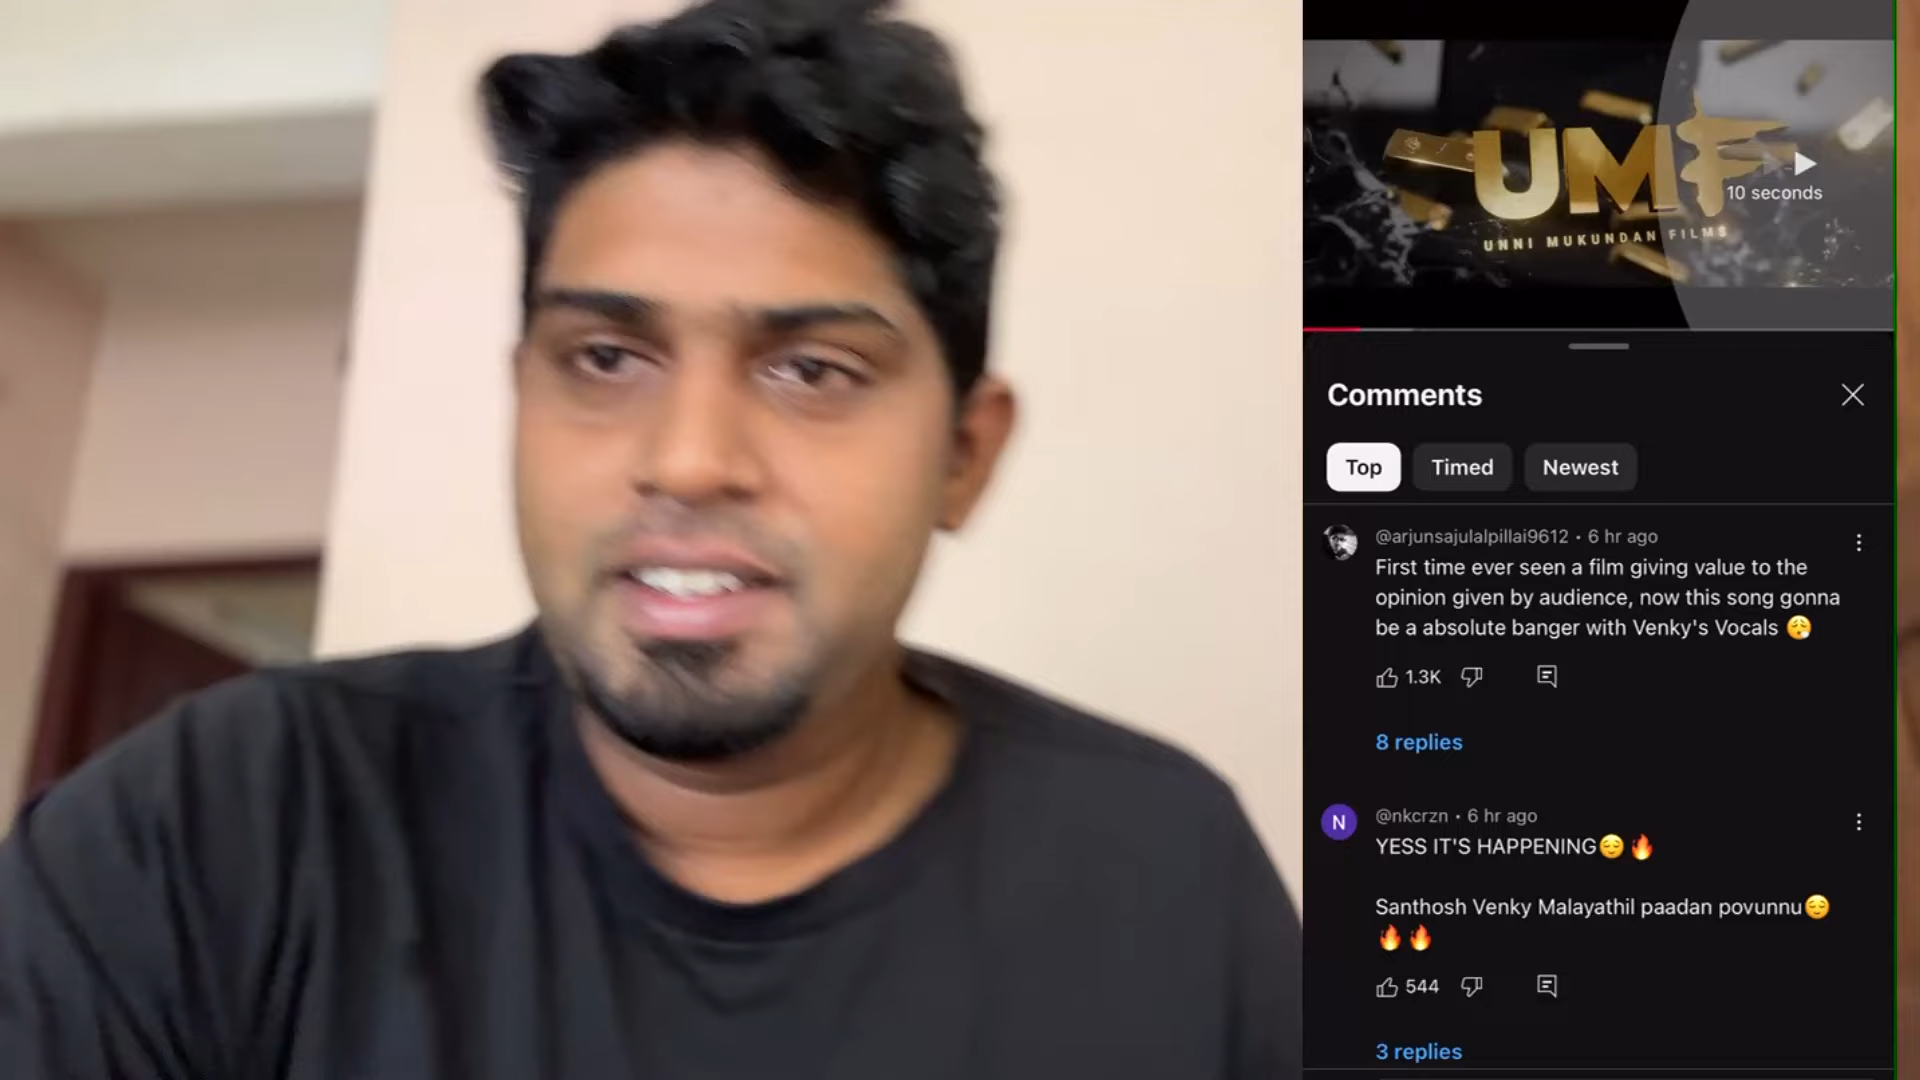 UMF
10 seconds
UNNI MUKUNDAN FILMS
Comments
Top
Timed
Newest
@arjunsajulalpillai9612 • 6 hr ago
First time ever seen a film giving value to the
opinion given by audience, now this song gonna
be a absolute banger with Venky's Vocals 😮‍💨
1.3K
8 replies
N
@nkcrzn • 6 hr ago
YESS IT'S HAPPENING😌🔥
Santhosh Venky Malayathil paadan povunnu😌
🔥🔥
544
3 replies